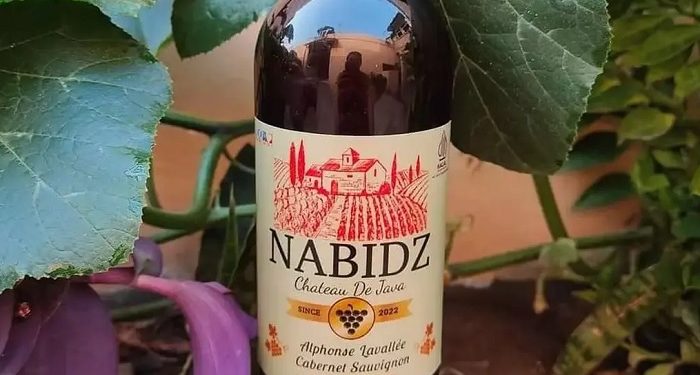 NABIDZ
Chateau De Java
SINCE 2022
Alphonse Lavallée
Cabernet Sauvignon